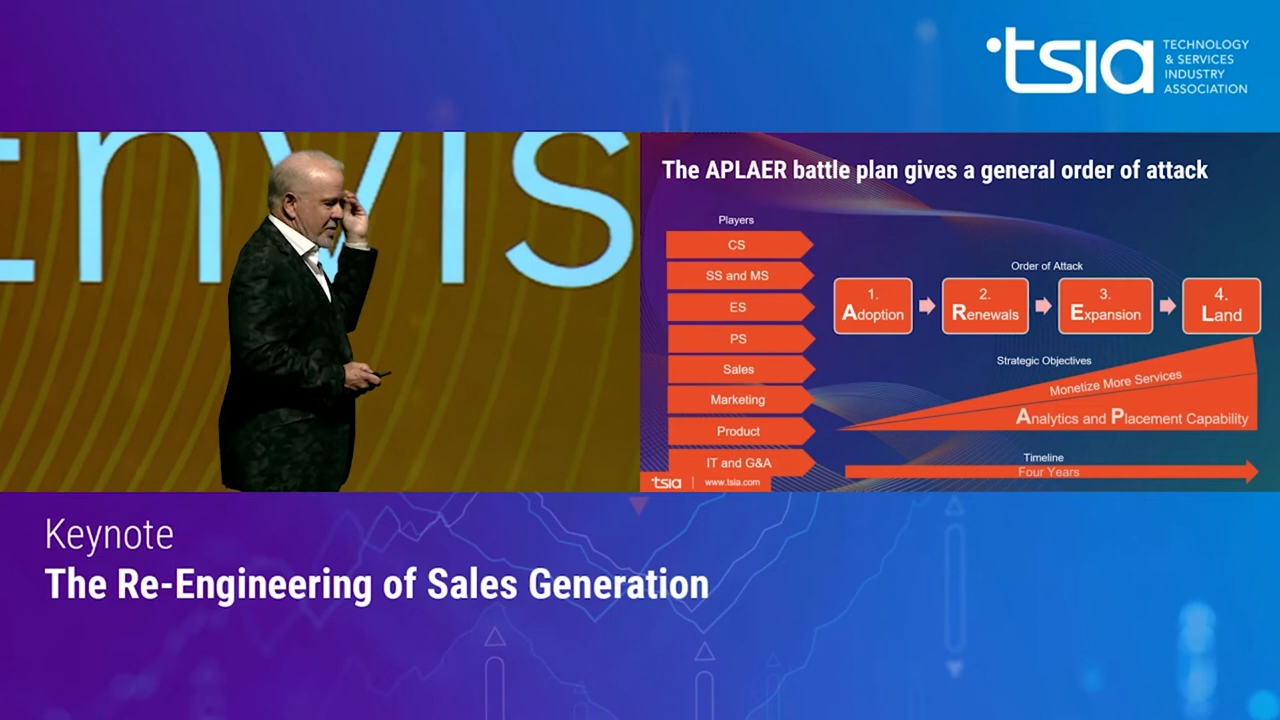 tsia
TECHNOLOGY
& SERVICES
INDUSTRY
ASSOCIATION
nvis
The APLAER battle plan gives a general order of attack
Players
CS
SS and MS
ES
PS
Sales
Marketing
Product
IT and G&A
Order of Attack
1.
Adoption
2.
Renewals
3.
Expansion
4.
Land
Strategic Objectives
Monetize More Services
Analytics and Placement Capability
Timeline
Four Years
tsia
www.tsia.com
Keynote
The Re-Engineering of Sales Generation